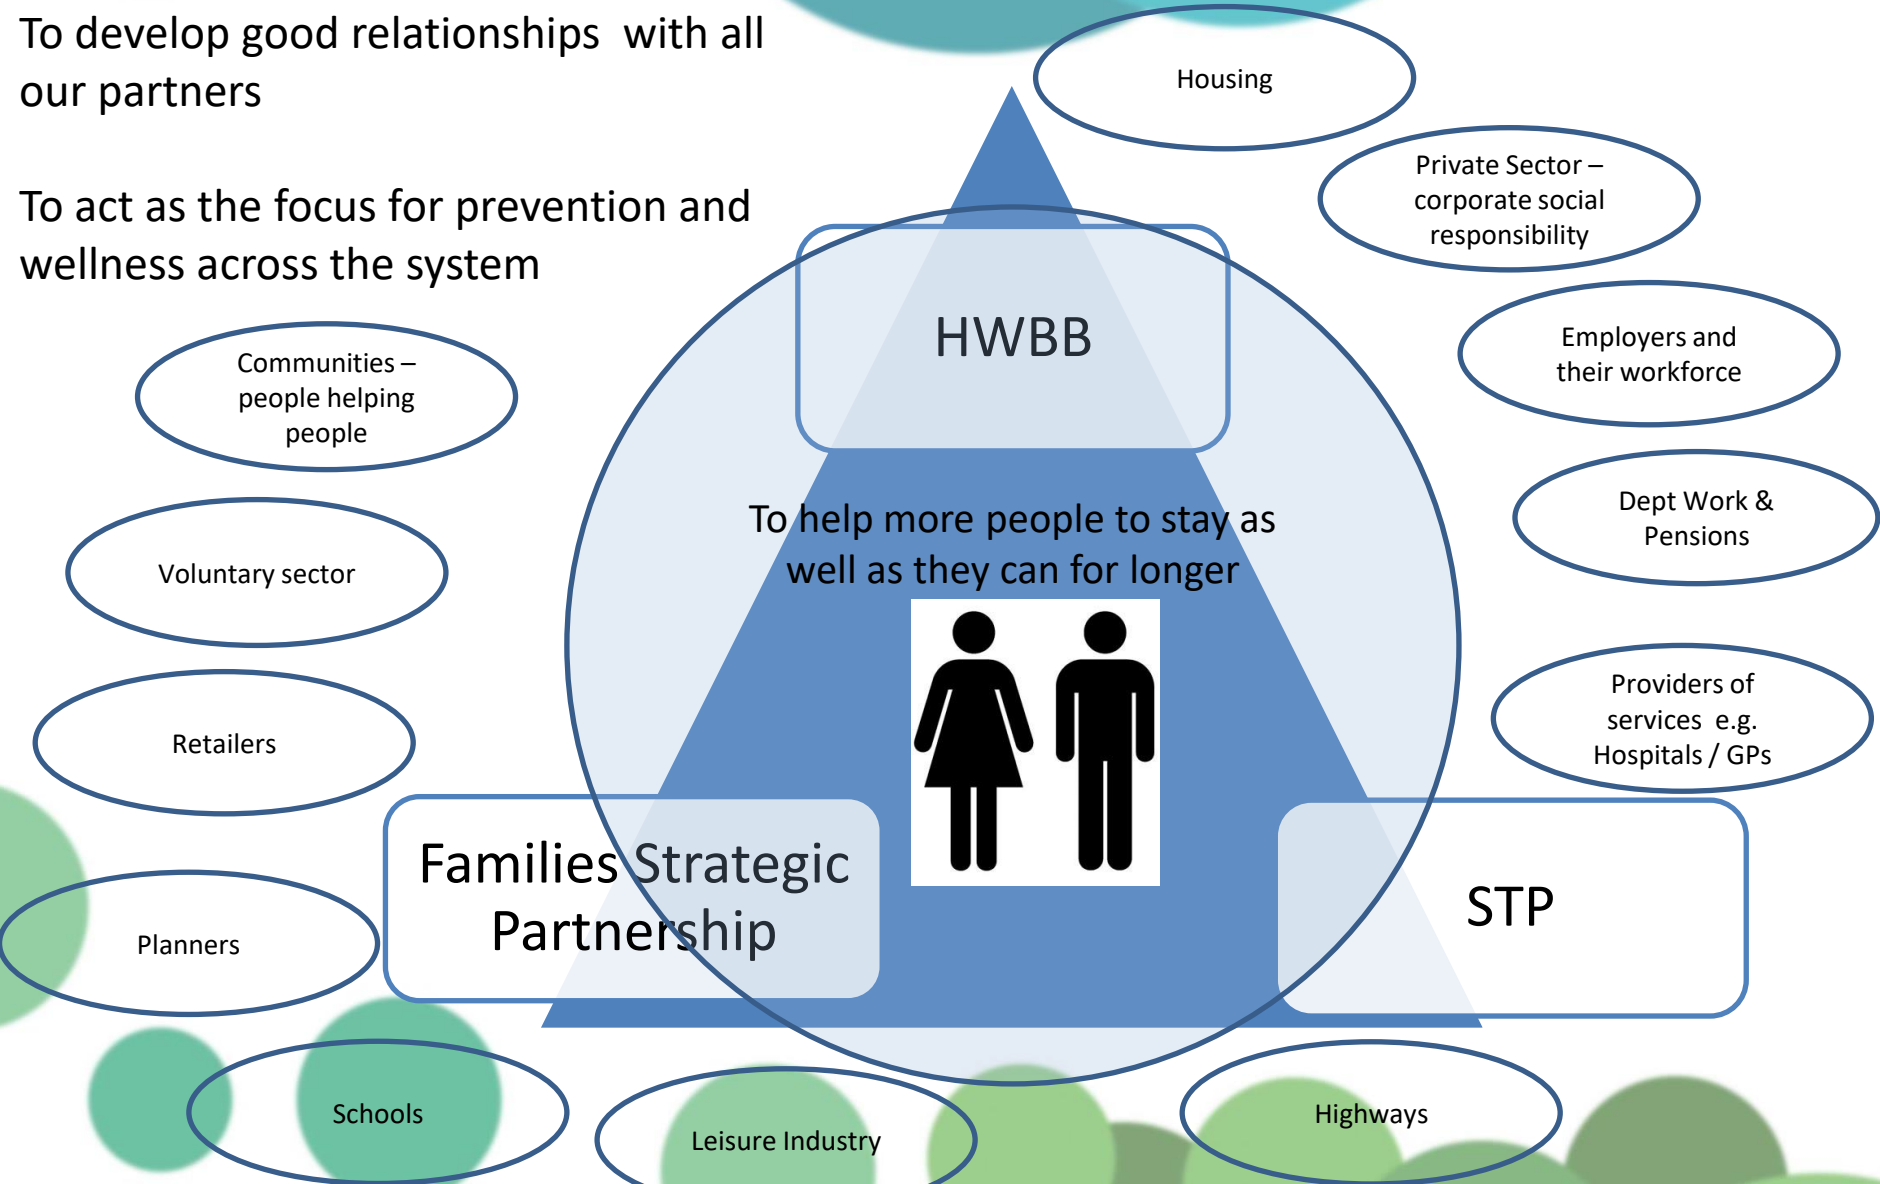 To develop good relationships  with all
our partners
To act as the focus for prevention and
wellness across the system
Housing
Private Sector –
corporate social
responsibility
Employers and
their workforce
Dept Work &
Pensions
Providers of
services  e.g.
Hospitals / GPs
Communities –
people helping
people
Voluntary sector
Retailers
Planners
Schools
Leisure Industry
Highways
HWBB
To help more people to stay as
well as they can for longer
Families Strategic
Partnership
STP